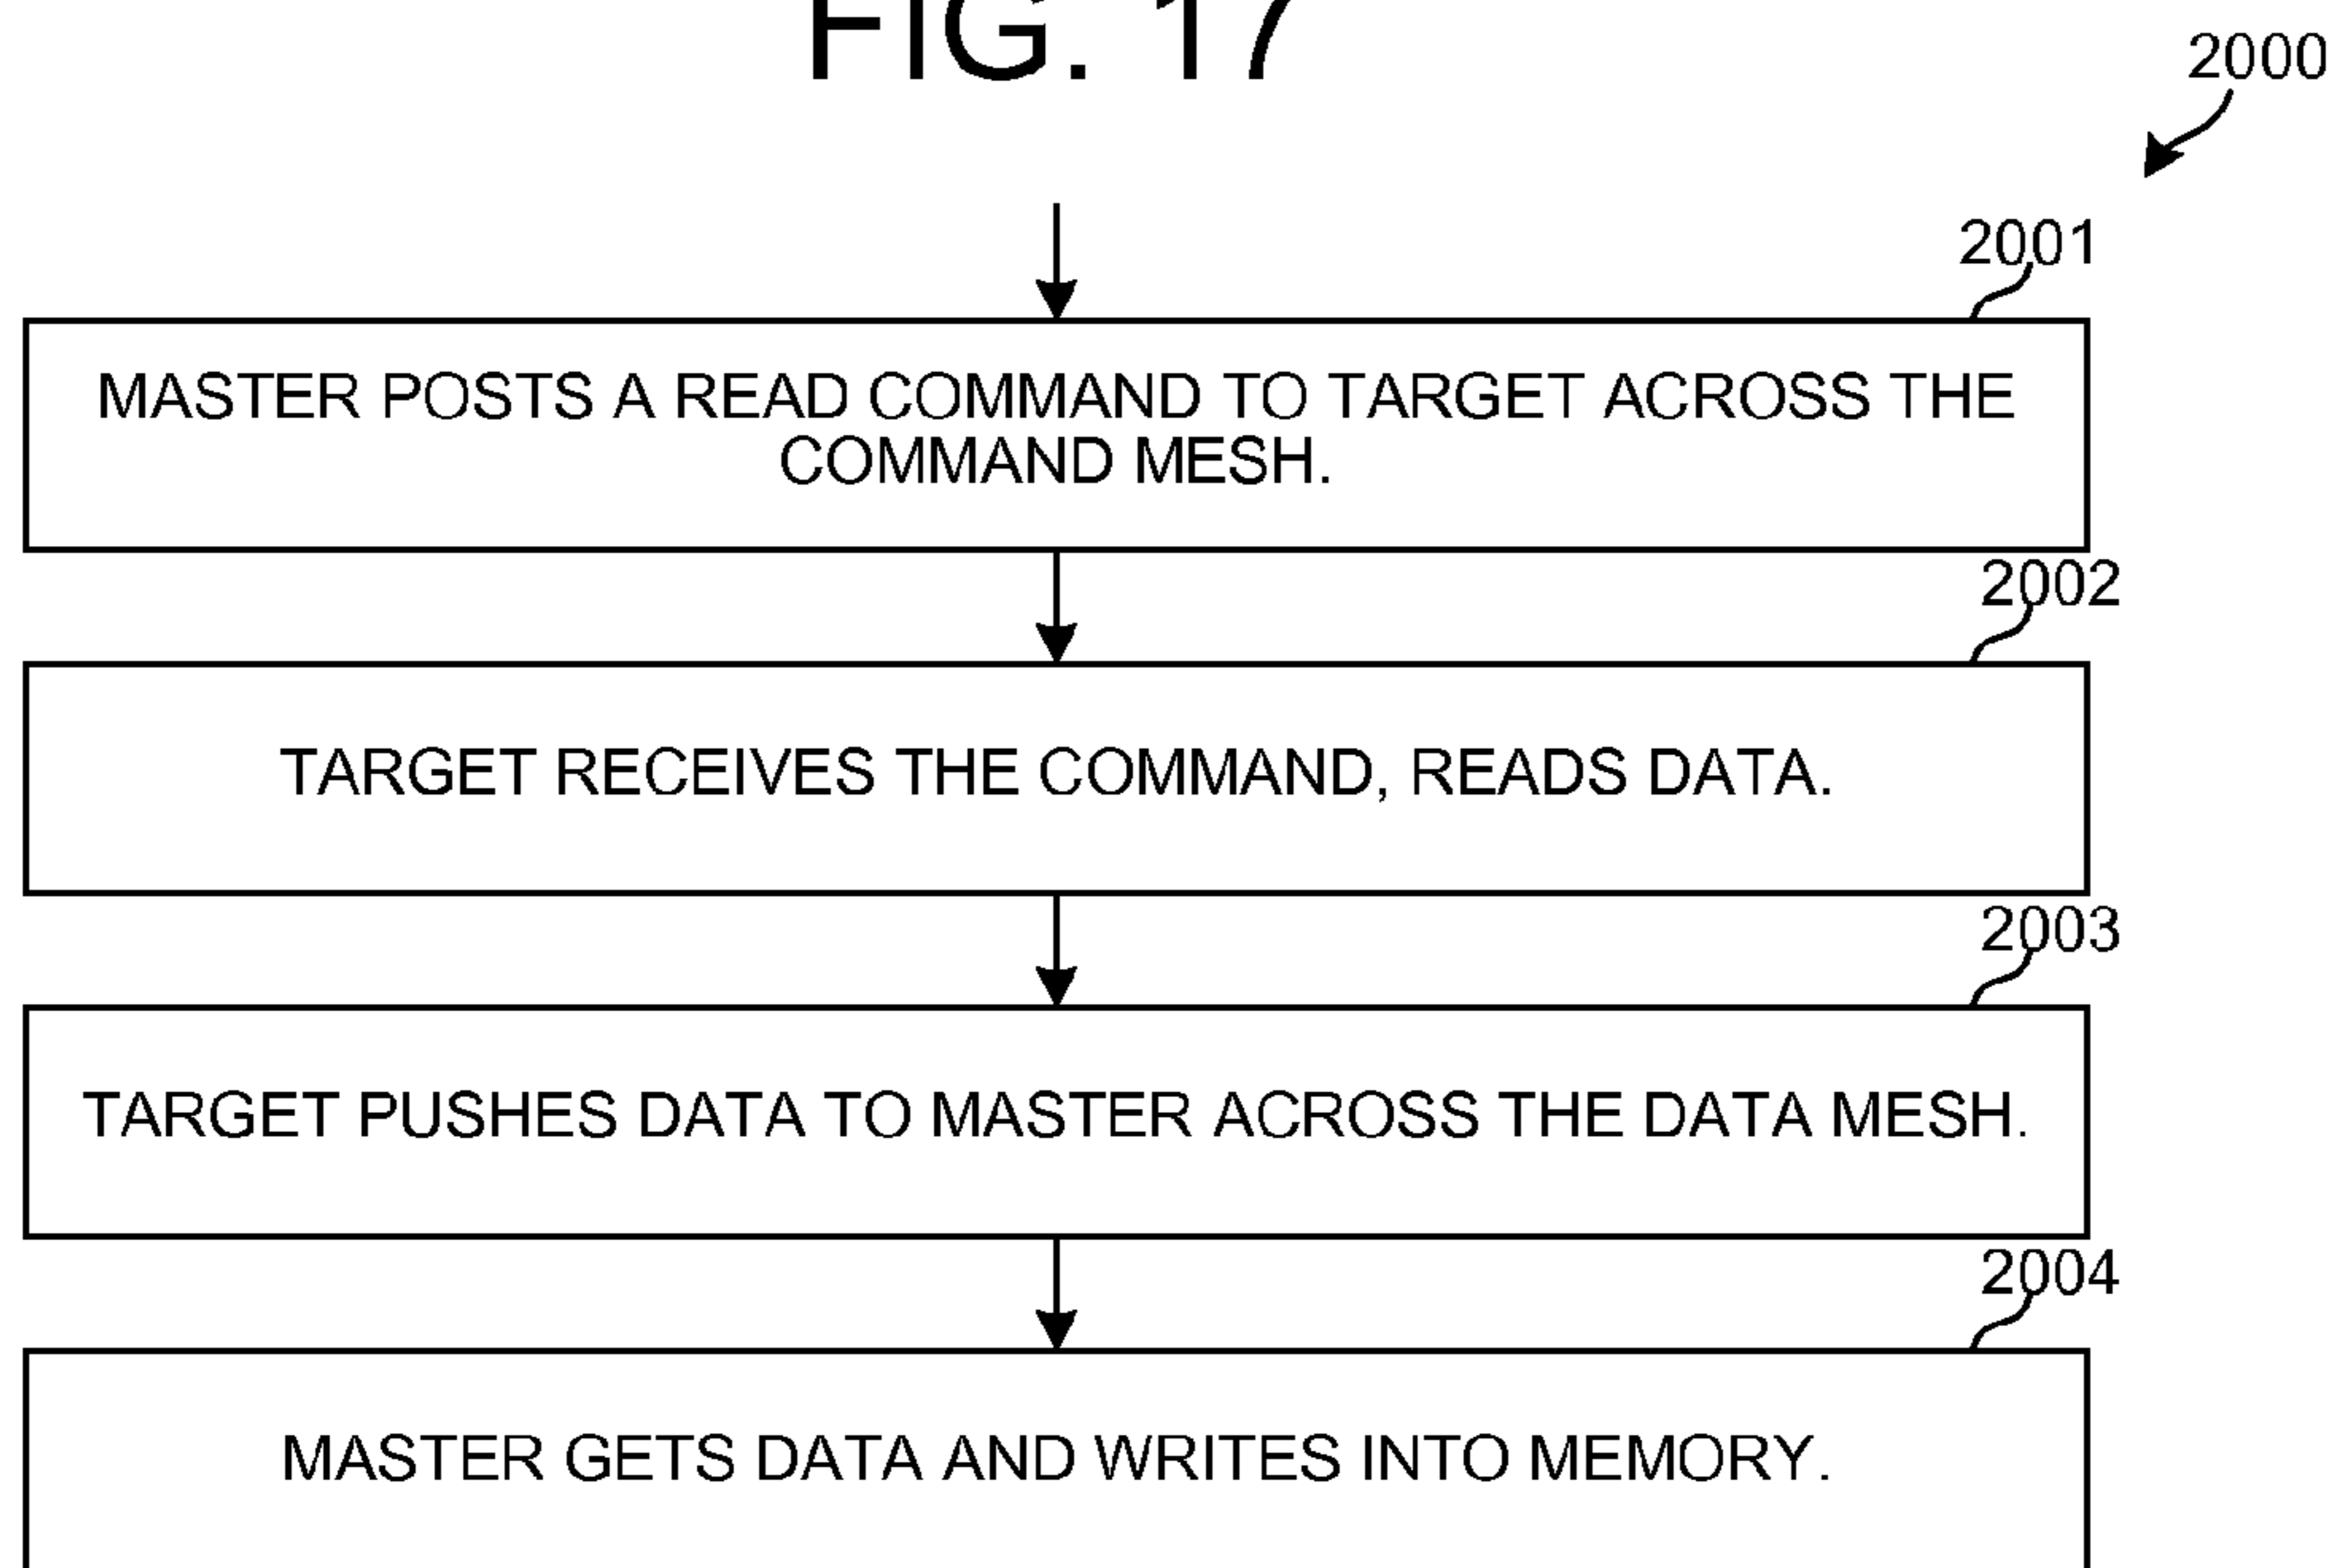 FIG. 17
2000
2001
MASTER POSTS A READ COMMAND TO TARGET ACROSS THE
COMMAND MESH.
2002
TARGET RECEIVES THE COMMAND, READS DATA.
2003
TARGET PUSHES DATA TO MASTER ACROSS THE DATA MESH.
2004
MASTER GETS DATA AND WRITES INTO MEMORY.